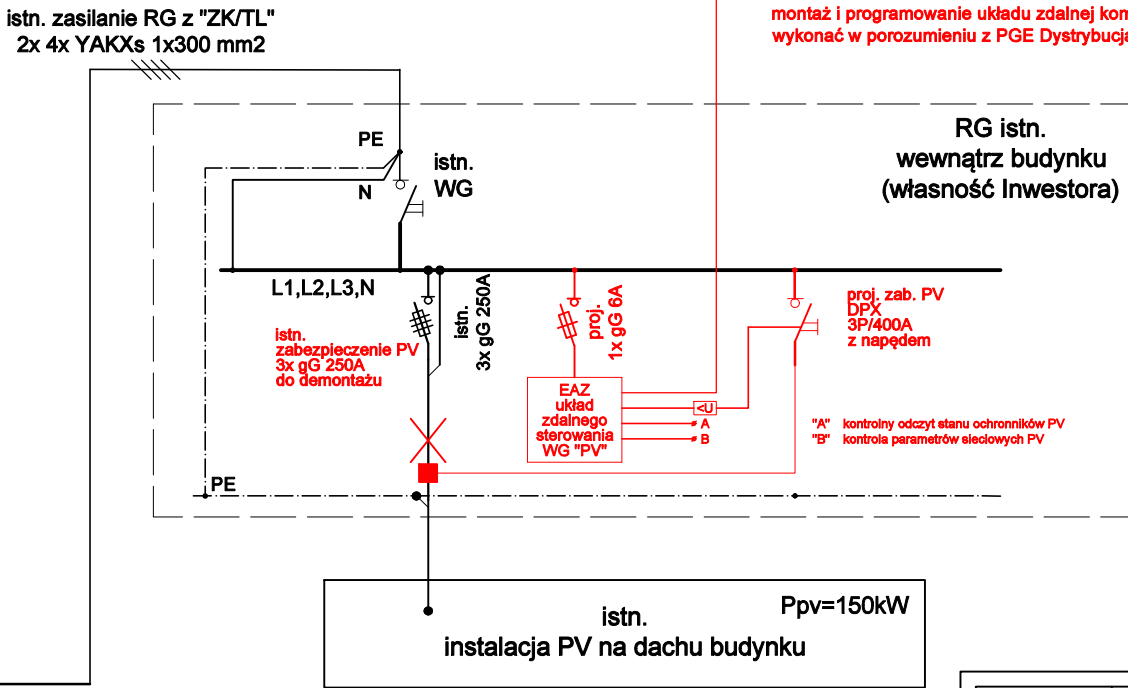 istn. zasilanie RG z "ZK/TL"
2x 4x YAKXs 1x300 mm2
montaż i programowanie układu zdalnej kom
wykonać w porozumieniu z PGE Dystrybucja
RG istn.
wewnątrz budynku
(własność Inwestora)
PE
N
istn.
WG
L1,L2,L3,N
istn.
zabezpieczenie PV
3x gG 250A
do demontażu
istn.
3x gG 250A
proj.
1x gG 6A
proj. zab. PV
DPX
3P/400A
z napędem
EAZ
układ
zdalnego
sterowania
WG "PV"
<U
A
B
"A" kontrolny odczyt stanu ochronników PV
"B" kontrola parametrów sieciowych PV
PE
Ppv=150kW
istn.
instalacja PV na dachu budynku